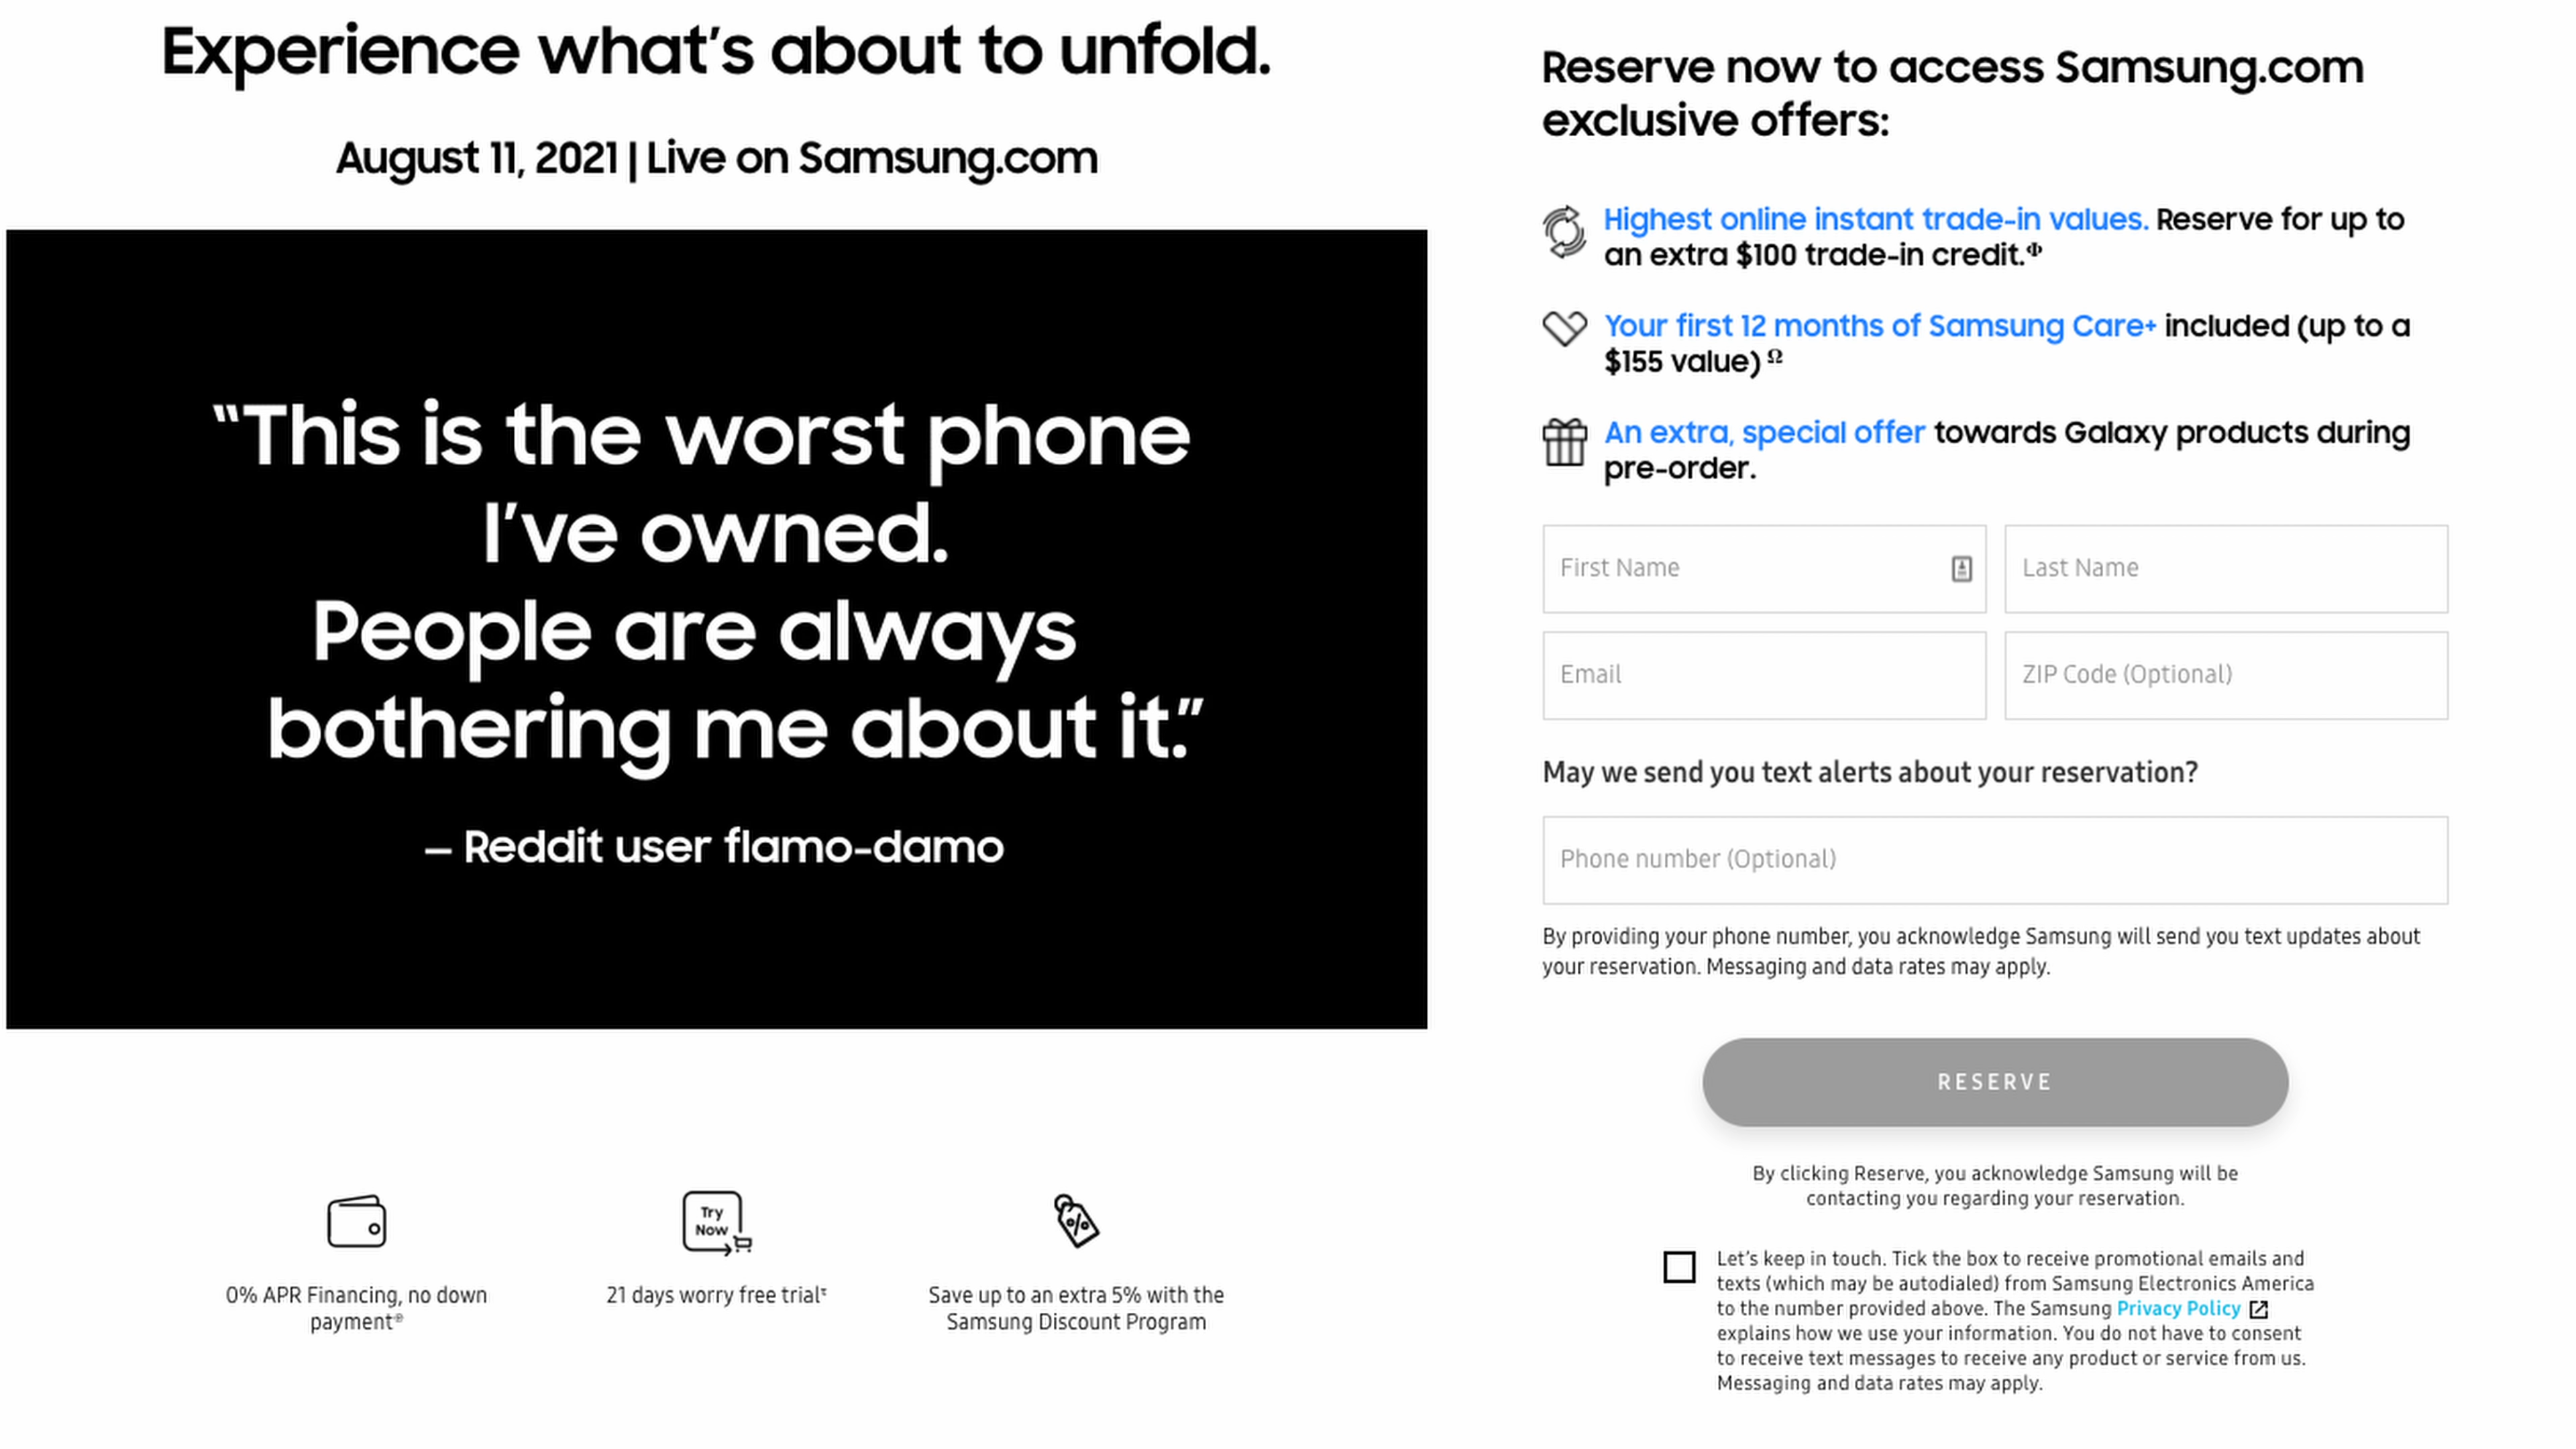 Experience what's about to unfold.
August 11, 2021 | Live on Samsung.com
“This is the worst phone
I’ve owned.
People are always
bothering me about it.”
– Reddit user flamo-damo
0% APR Financing, no down
payment®
Try
Now
21 days worry free trial
Save up to an extra 5% with the
Samsung Discount Program
Reserve now to access Samsung.com
exclusive offers:
Highest online instant trade-in values. Reserve for up to
an extra $100 trade-in credit.Φ
Your first 12 months of Samsung Care+ included (up to a
$155 value) Ω
An extra, special offer towards Galaxy products during
pre-order.
First Name
Last Name
Email
ZIP Code (Optional)
May we send you text alerts about your reservation?
Phone number (Optional)
By providing your phone number, you acknowledge Samsung will send you text updates about
your reservation. Messaging and data rates may apply.
RESERVE
By clicking Reserve, you acknowledge Samsung will be
contacting you regarding your reservation.
Let’s keep in touch. Tick the box to receive promotional emails and
texts (which may be autodialed) from Samsung Electronics America
to the number provided above. The Samsung Privacy Policy
explains how we use your information. You do not have to consent
to receive text messages to receive any product or service from us.
Messaging and data rates may apply.